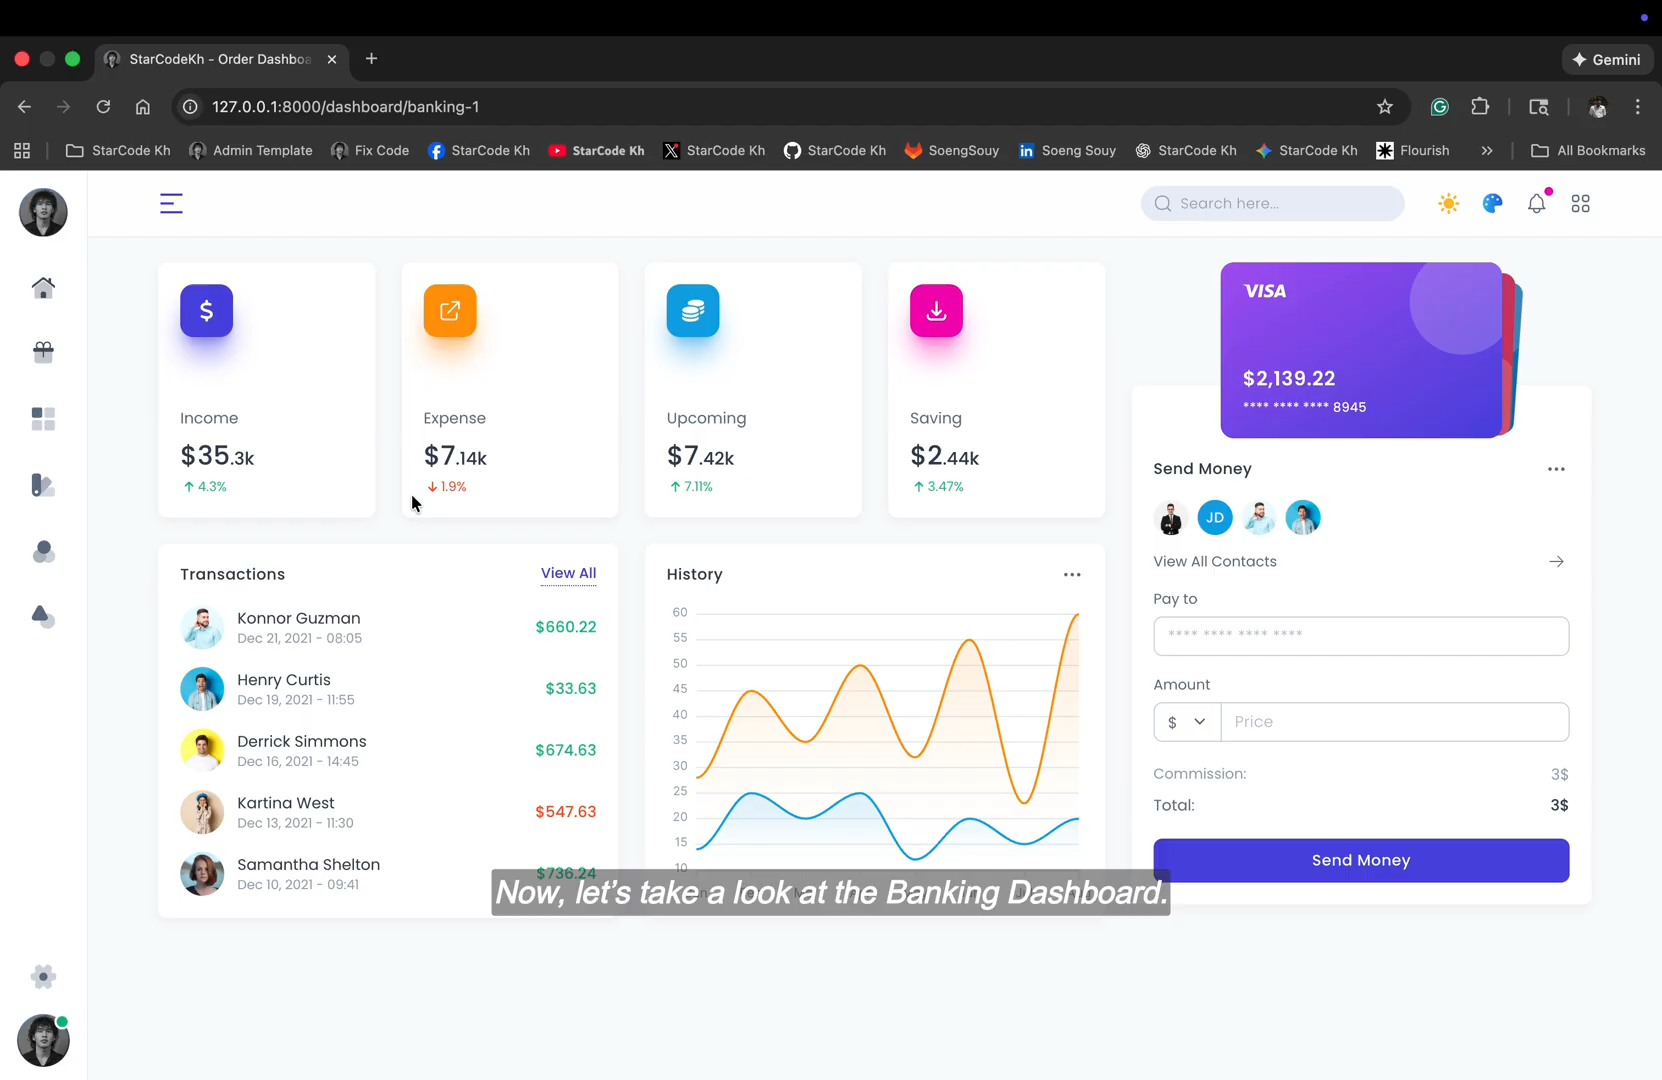 StarCodeKh - Order Dashboa
Gemini
127.0.0.1:8000/dashboard/banking-1
StarCode Kh
Admin Template
Fix Code
StarCode Kh
StarCode Kh
StarCode Kh
StarCode Kh
SoengSouy
Soeng Souy
StarCode Kh
StarCode Kh
Flourish
All Bookmarks
Search here...
Income
$35.3k
4.3%
Expense
$7.14k
1.9%
Upcoming
$7.42k
7.11%
Saving
$2.44k
3.47%
VISA
$2,139.22
**** **** **** 8945
Transactions
View All
Konnor Guzman
Dec 21, 2021 - 08:05
$660.22
Henry Curtis
Dec 19, 2021 - 11:55
$33.63
Derrick Simmons
Dec 16, 2021 - 14:45
$674.63
Kartina West
Dec 13, 2021 - 11:30
$547.63
Samantha Shelton
Dec 10, 2021 - 09:41
$736.24
History
60
55
50
45
40
35
30
25
20
15
10
Send Money
JD
View All Contacts
Pay to
**** **** **** ****
Amount
$
Price
Commission:
3$
Total:
3$
Send Money
Now, let's take a look at the Banking Dashboard.